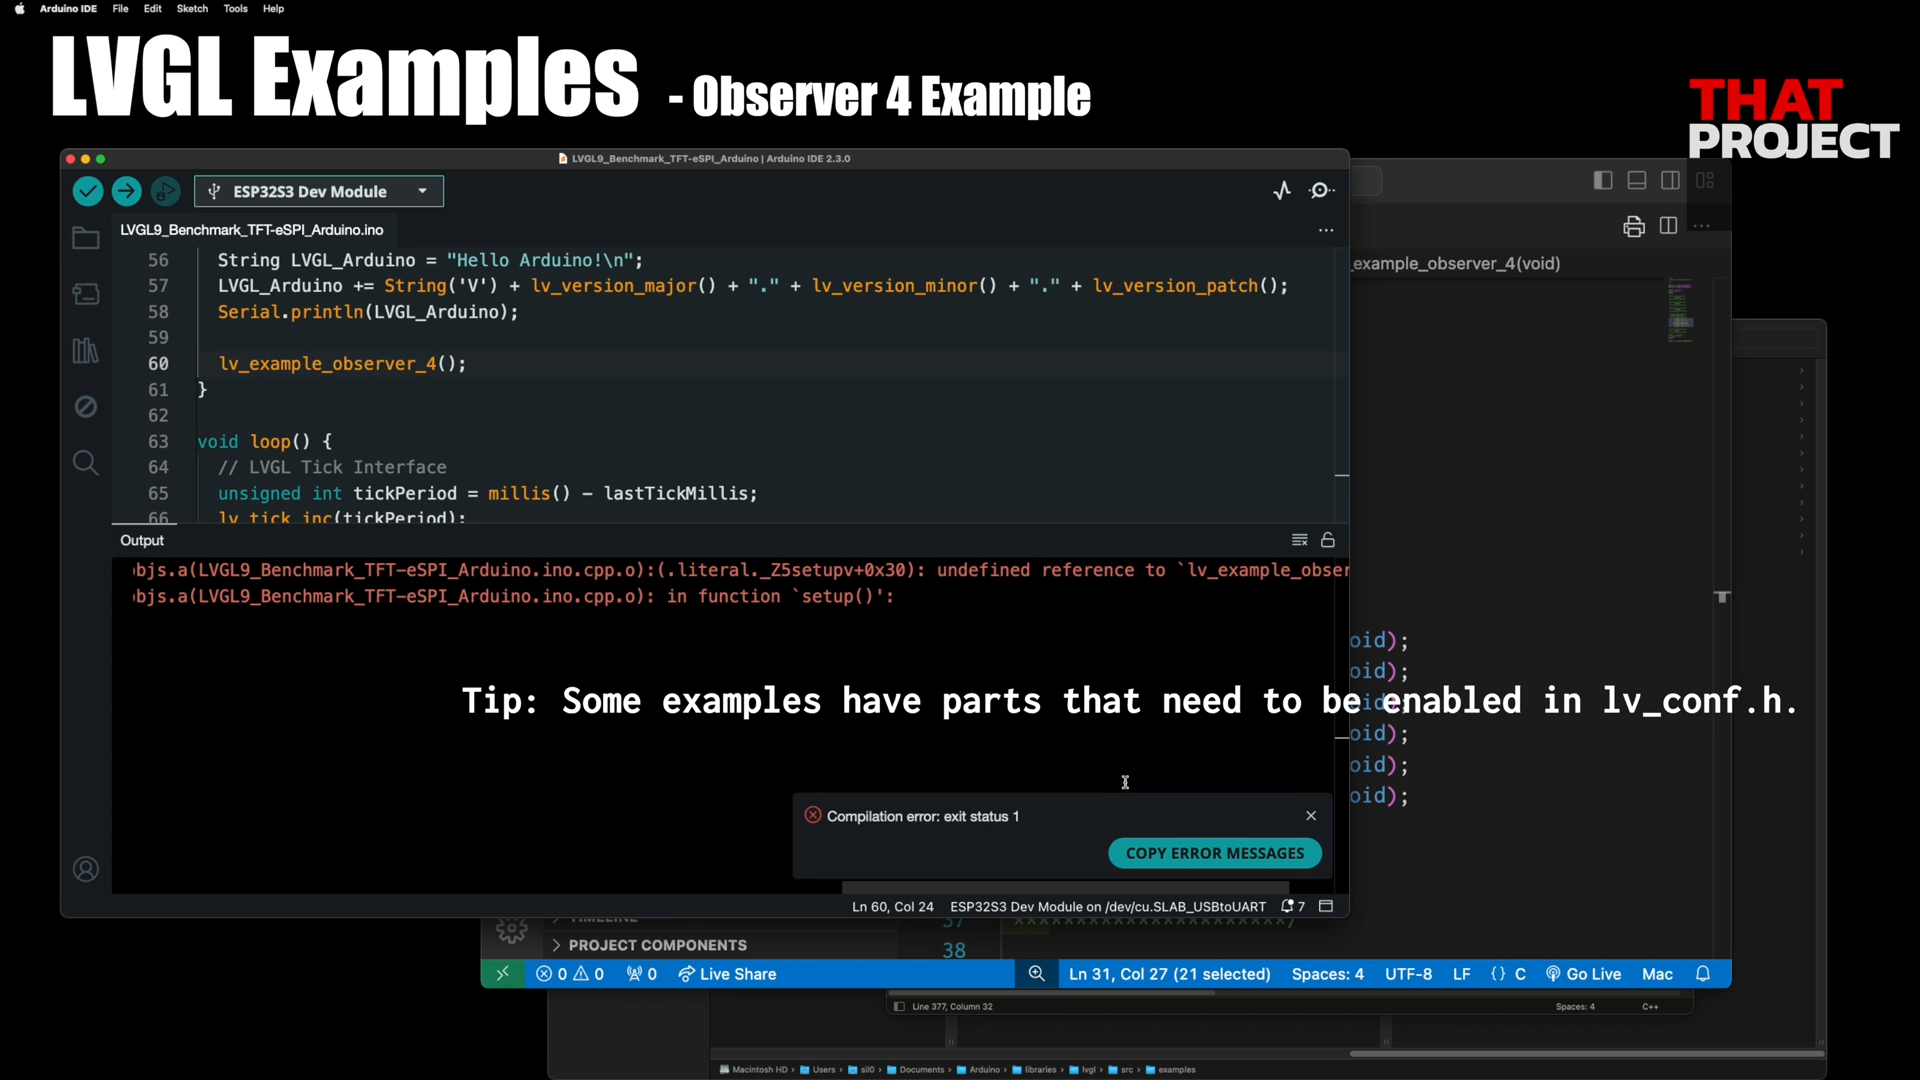 Arduino IDE File Edit Sketch Tools Help
LVGL Examples - Observer 4 Example
THAT
PROJECT
LVGL9_Benchmark_TFT-eSPI_Arduino | Arduino IDE 2.3.0
ESP32S3 Dev Module
LVGL9_Benchmark_TFT-eSPI_Arduino.ino
_example_observer_4(void)
56 String LVGL_Arduino = "Hello Arduino!\n";
57 LVGL_Arduino += String('V') + lv_version_major() + "." + lv_version_minor() + "." + lv_version_patch();
58 Serial.println(LVGL_Arduino);
59
60 lv_example_observer_4();
61 }
62
63 void loop() {
64 // LVGL Tick Interface
65 unsigned int tickPeriod = millis() - lastTickMillis;
66 lv_tick_inc(tickPeriod);
Output
bjs.a(LVGL9_Benchmark_TFT-eSPI_Arduino.ino.cpp.o):(.literal._Z5setupv+0x30): undefined reference to `lv_example_obser
bjs.a(LVGL9_Benchmark_TFT-eSPI_Arduino.ino.cpp.o): in function `setup()':
oid);
oid);
Tip: Some examples have parts that need to be enabled in lv_conf.h.
oid);
oid);
oid);
Compilation error: exit status 1
COPY ERROR MESSAGES
Ln 60, Col 24 ESP32S3 Dev Module on /dev/cu.SLAB_USBtoUART 7
TIMELINE
37
PROJECT COMPONENTS
38
0 0 0 Live Share Ln 31, Col 27 (21 selected) Spaces: 4 UTF-8 LF {} C Go Live Mac
Line 377, Column 32 Spaces: 4 C++
Macintosh HD › Users › sil0 › Documents › Arduino › libraries › lvgl › src › examples